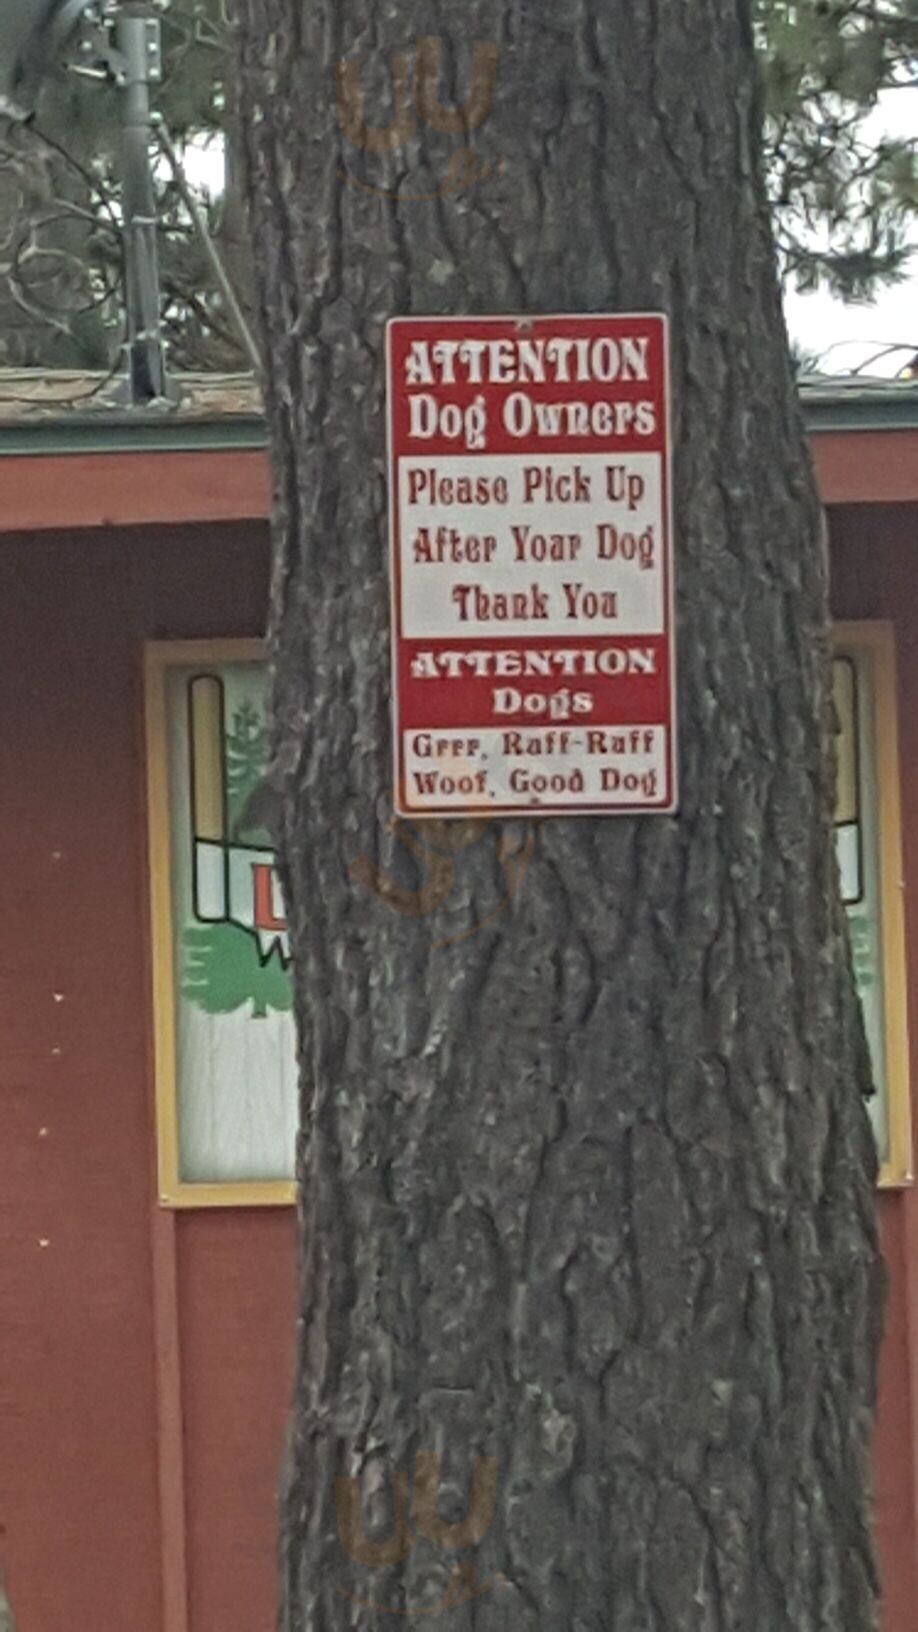 ATTENTION
Dog Owners
Please Pick Up
After Your Dog
Thank You
ATTENTION
Dogs
Grrr, Ruff-Ruff
Woof, Good Dog